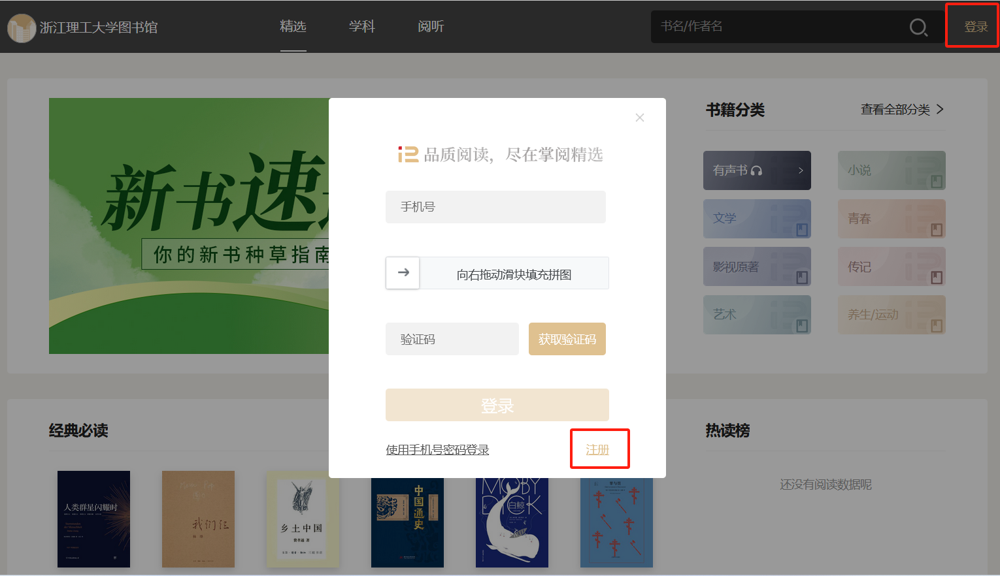 浙江理工大学图书馆
精选
学科
阅听
书名/作者名
登录
新书速
你的新书种草指南
书籍分类
查看全部分类
有声书
小说
文学
青春
影视原著
传记
艺术
养生/运动
品质阅读，尽在掌阅精选
手机号
向右拖动滑块填充拼图
验证码
获取验证码
登录
使用手机号密码登录
注册
经典必读
热读榜
还没有阅读数据呢
人类群星闪耀时
我们仨
乡土中国
费孝通 著
中国通史
MOBY
DICK
白鲸